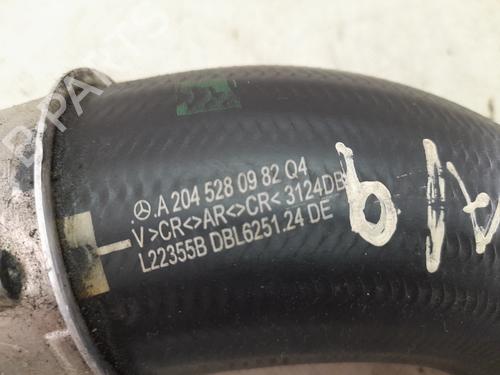 A 204 528 09 82 Q4
V>CR<>AR<>CR< 3124DB
L22355B DBL6251.24 DE